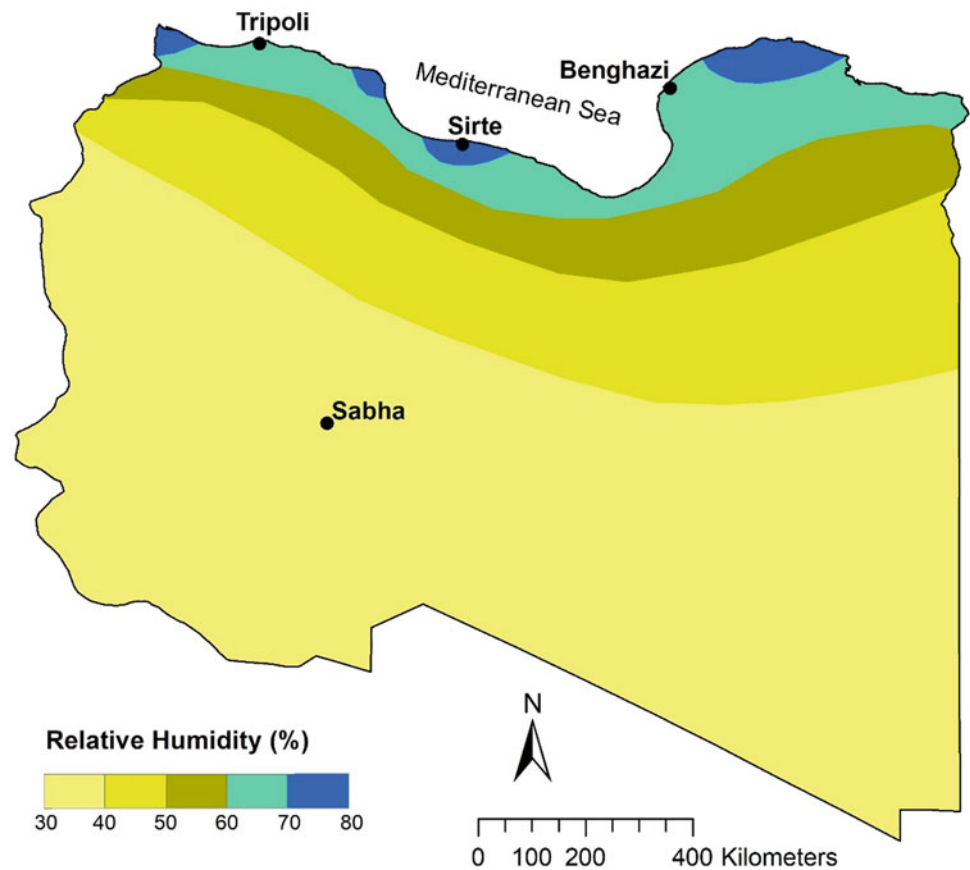 Tripoli
Mediterranean Sea
Benghazi
Sirte
Sabha
N
Relative Humidity (%)
30 40 50 60 70 80
0 100 200 400 Kilometers